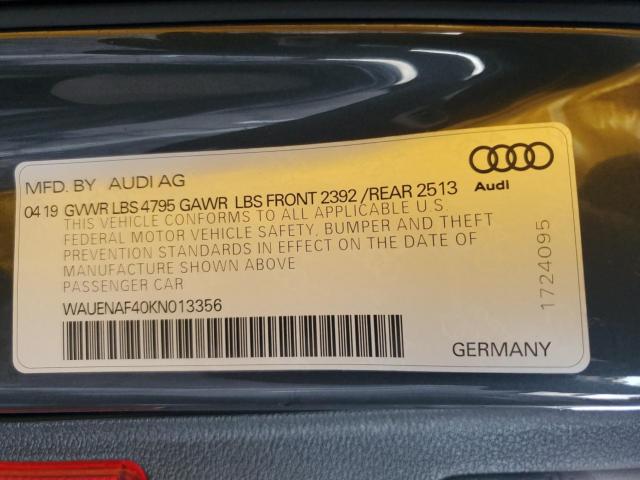 MFD. BY AUDI AG
Audi
04 19 GVWR LBS 4795 GAWR LBS FRONT 2392 /REAR 2513
THIS VEHICLE CONFORMS TO ALL APPLICABLE U.S.
FEDERAL MOTOR VEHICLE SAFETY, BUMPER AND THEFT
PREVENTION STANDARDS IN EFFECT ON THE DATE OF
MANUFACTURE SHOWN ABOVE
PASSENGER CAR
WAUENAF40KN013356
GERMANY
1724095